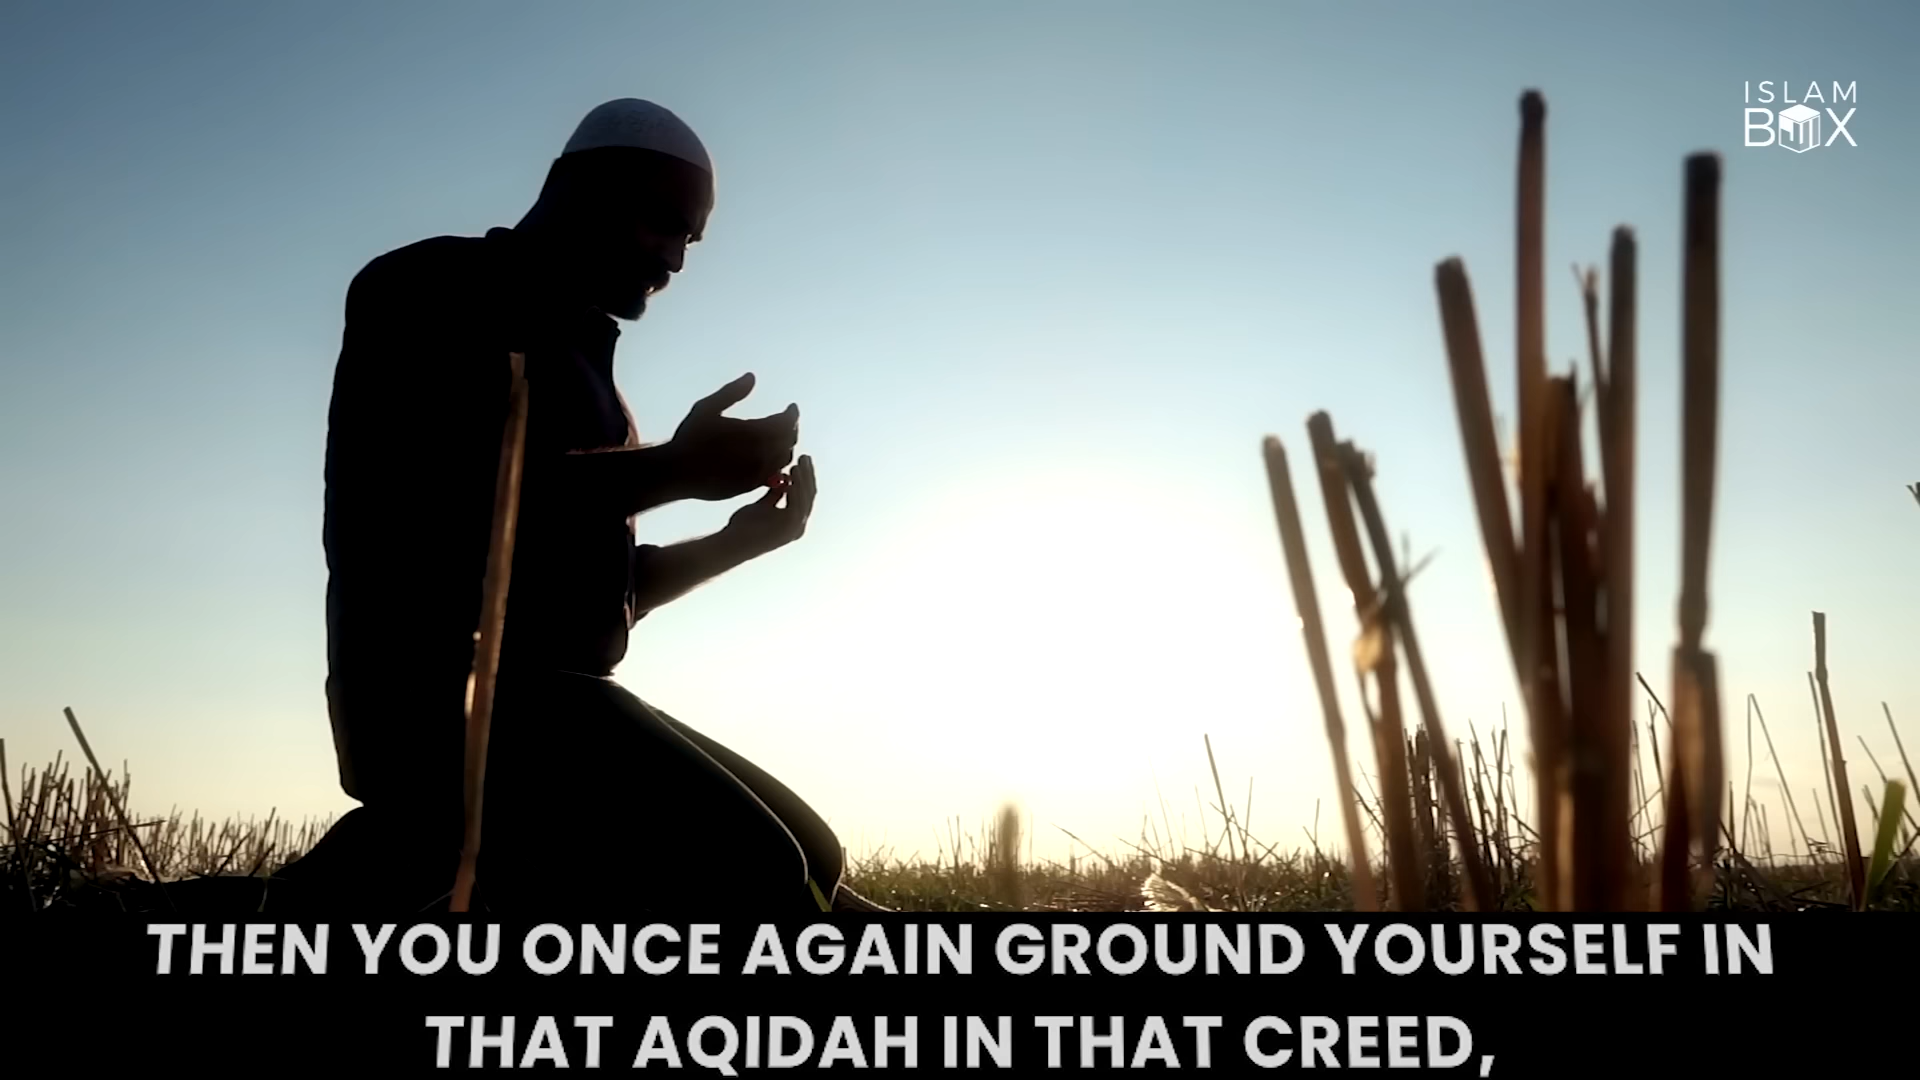 ISLAM
BOX
THEN YOU ONCE AGAIN GROUND YOURSELF IN
THAT AQIDAH IN THAT CREED,